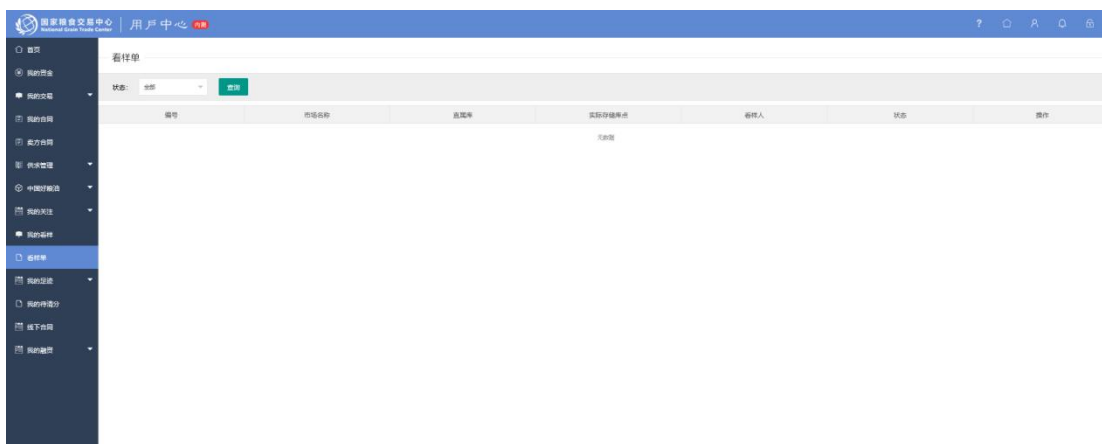 国家粮食交易中心
National Grain Trade Center
用户中心
内测
?
首页
我的资金
我的交易
我的合同
卖方合同
供求管理
中国好粮油
我的关注
我的看样
看样单
我的足迹
我的待清分
线下合同
我的融资
看样单
状态: 全部 查询
编号 市场名称 直属库 实际存储库点 看样人 状态 操作
无数据